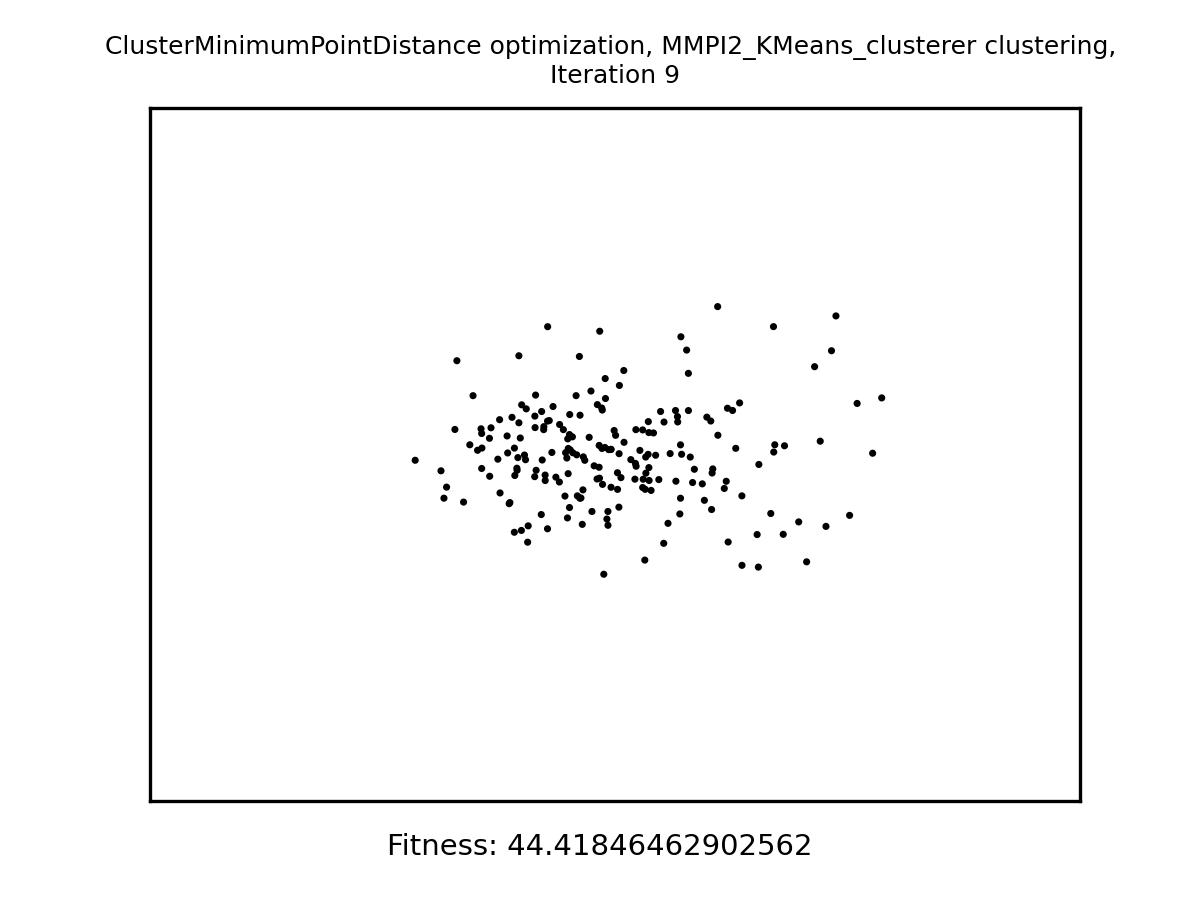 ClusterMinimumPointDistance optimization, MMPI2_KMeans_clusterer clustering,
Iteration 9
Fitness: 44.41846462902562